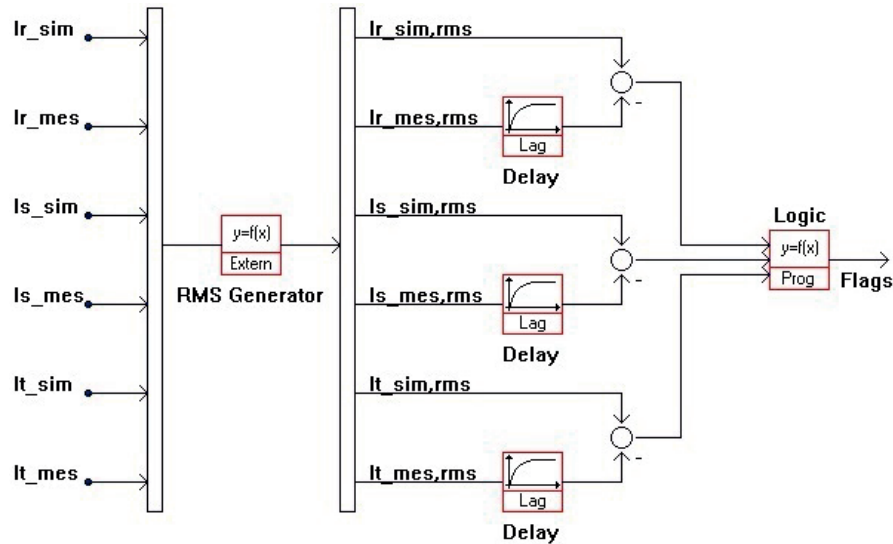 Ir_sim
Ir_sim,rms
Ir_mes
Ir_mes,rms
Lag
Delay
Is_sim
Is_sim,rms
Logic
y=f(x)
Extern
RMS Generator
y=f(x)
Prog
Flags
Is_mes
Is_mes,rms
Lag
Delay
It_sim
It_sim,rms
It_mes
It_mes,rms
Lag
Delay